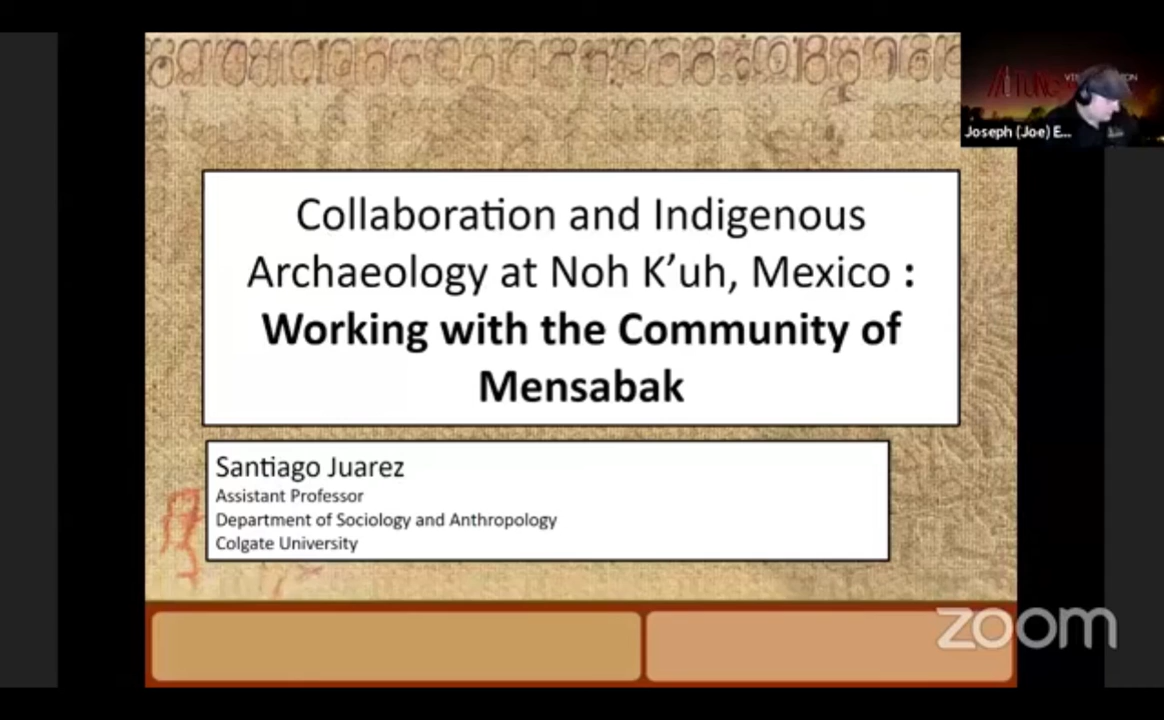 Collaboration and Indigenous
Archaeology at Noh K’uh, Mexico :
Working with the Community of
Mensabak
Santiago Juarez
Assistant Professor
Department of Sociology and Anthropology
Colgate University
Joseph (Joe) E...
zoom